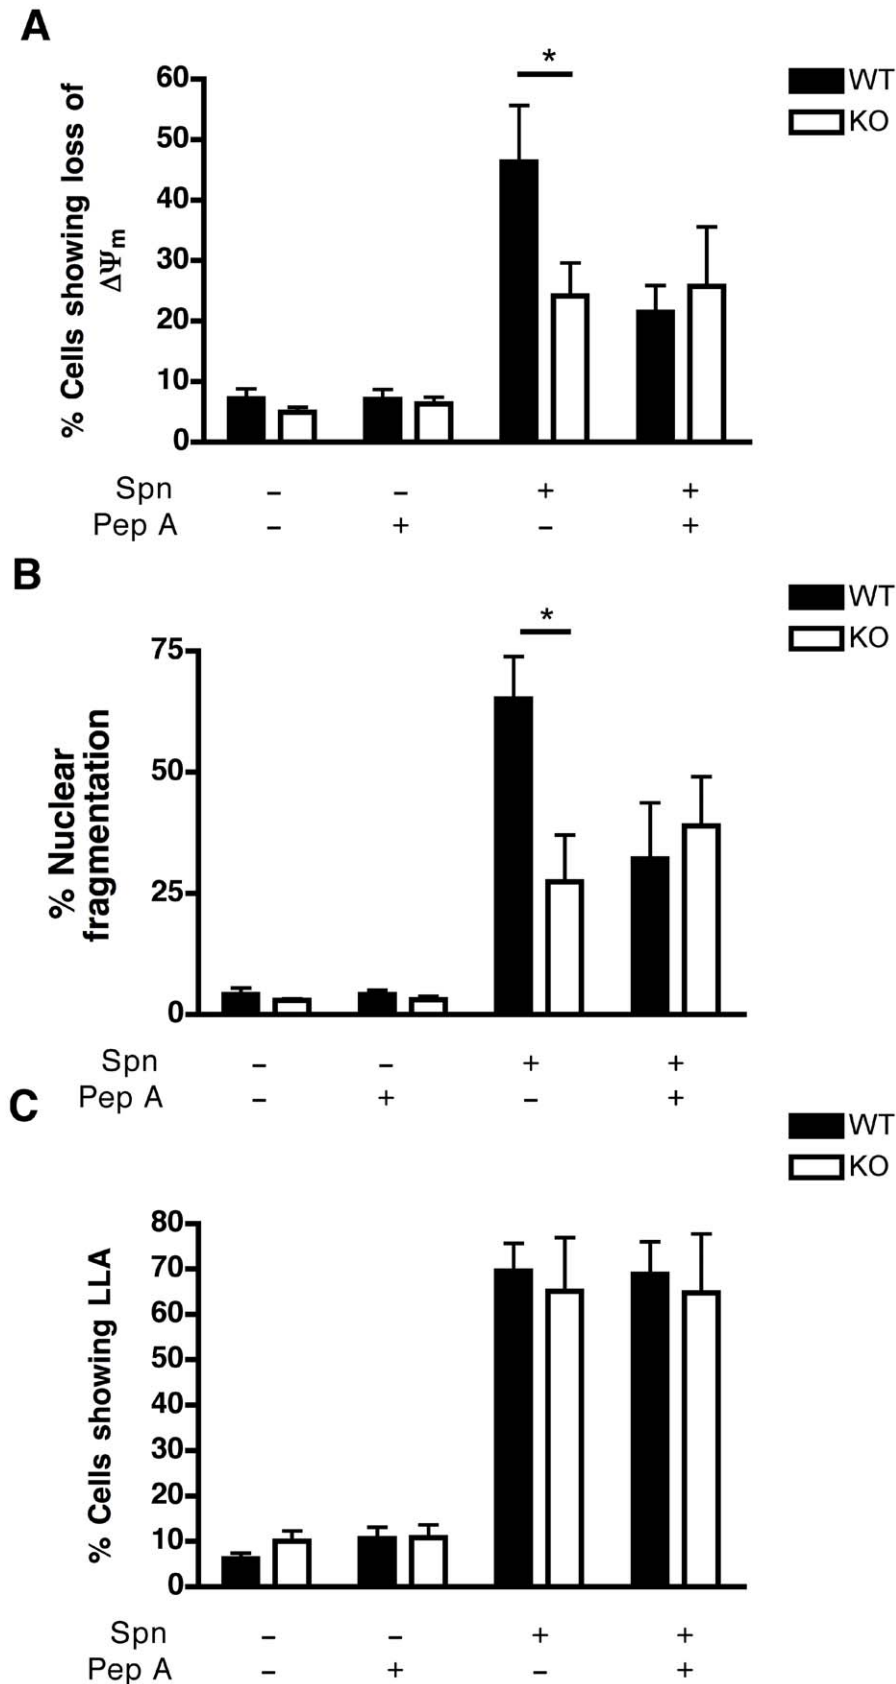 A
% Cells showing loss of
ΔΨm
60
50
40
30
20
10
0
*
WT
KO
Spn – – + +
Pep A – + – +
B
% Nuclear
fragmentation
75
50
25
0
*
WT
KO
Spn – – + +
Pep A – + – +
C
% Cells showing LLA
80
70
60
50
40
30
20
10
0
WT
KO
Spn – – + +
Pep A – + – +